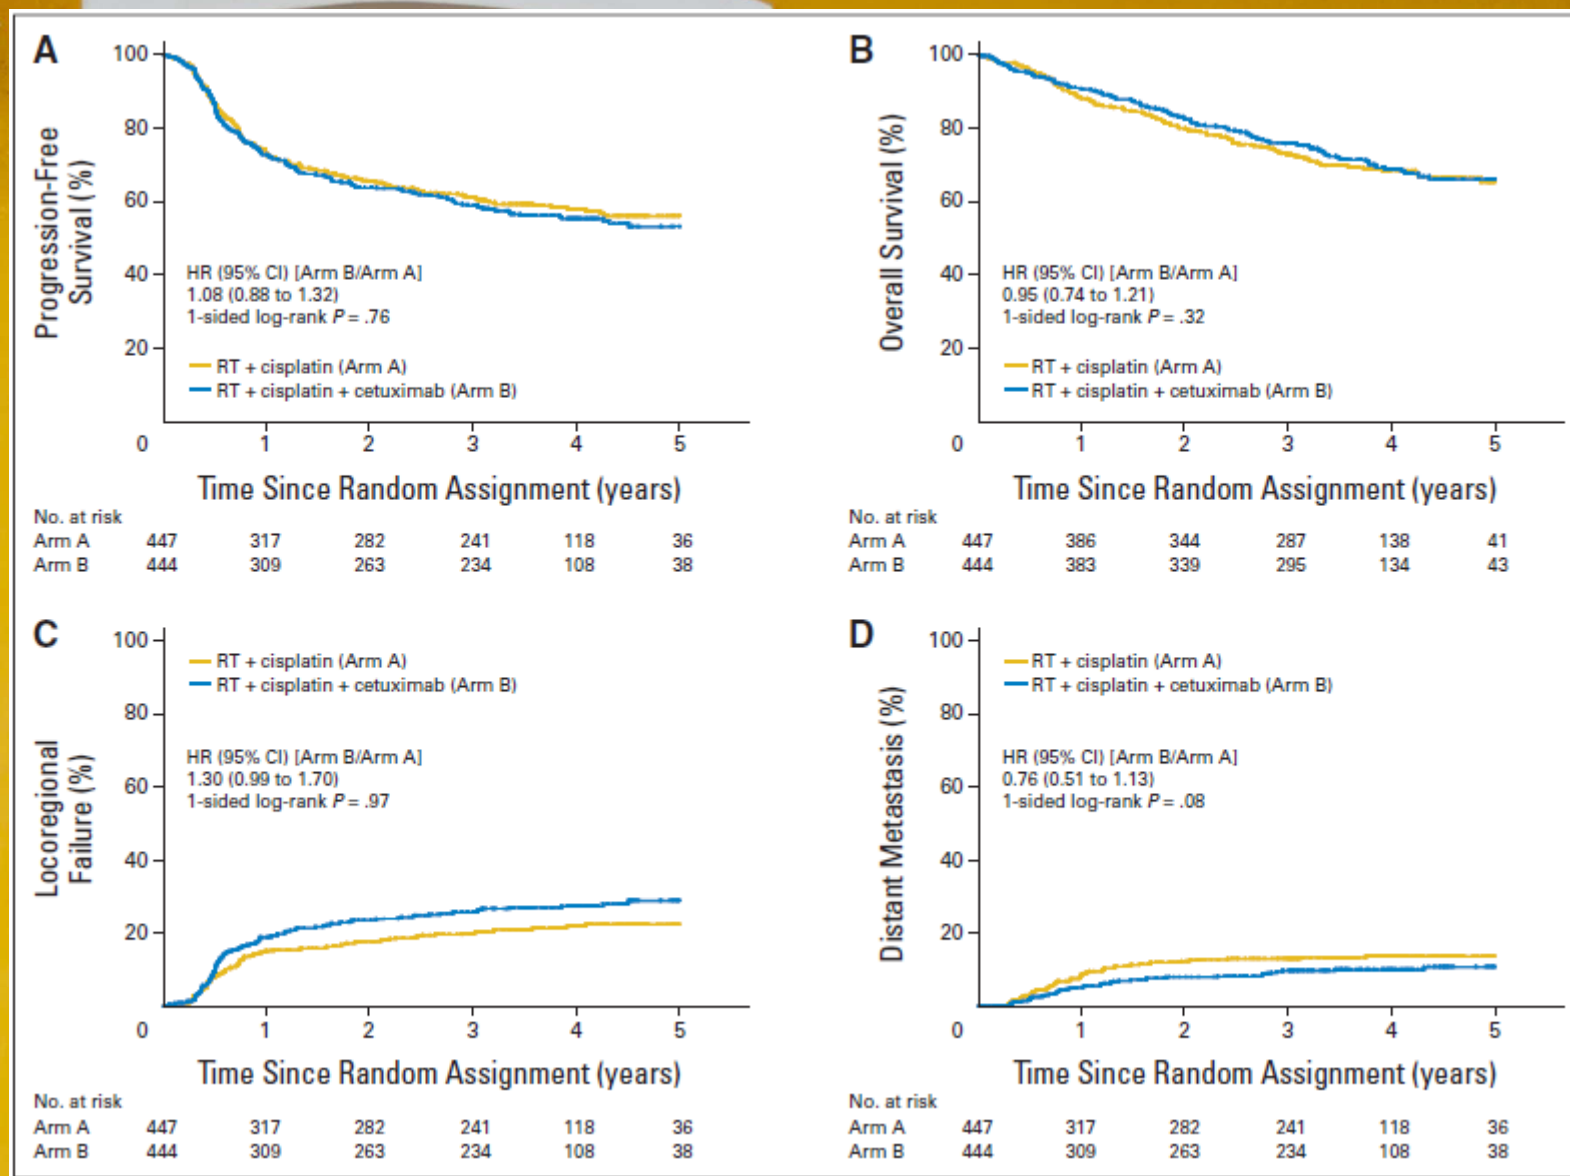 A
Progression-Free
Survival (%)
100
80
60
40
20
0
1 2 3 4 5
HR (95% CI) [Arm B/Arm A]
1.08 (0.88 to 1.32)
1-sided log-rank P = .76
RT + cisplatin (Arm A)
RT + cisplatin + cetuximab (Arm B)
Time Since Random Assignment (years)
No. at risk
Arm A 447 317 282 241 118 36
Arm B 444 309 263 234 108 38
B
Overall Survival (%)
100
80
60
40
20
0
1 2 3 4 5
HR (95% CI) [Arm B/Arm A]
0.95 (0.74 to 1.21)
1-sided log-rank P = .32
RT + cisplatin (Arm A)
RT + cisplatin + cetuximab (Arm B)
Time Since Random Assignment (years)
No. at risk
Arm A 447 386 344 287 138 41
Arm B 444 383 339 295 134 43
C
Locoregional
Failure (%)
100
80
60
40
20
0
1 2 3 4 5
RT + cisplatin (Arm A)
RT + cisplatin + cetuximab (Arm B)
HR (95% CI) [Arm B/Arm A]
1.30 (0.99 to 1.70)
1-sided log-rank P = .97
Time Since Random Assignment (years)
No. at risk
Arm A 447 317 282 241 118 36
Arm B 444 309 263 234 108 38
D
Distant Metastasis (%)
100
80
60
40
20
0
1 2 3 4 5
RT + cisplatin (Arm A)
RT + cisplatin + cetuximab (Arm B)
HR (95% CI) [Arm B/Arm A]
0.76 (0.51 to 1.13)
1-sided log-rank P = .08
Time Since Random Assignment (years)
No. at risk
Arm A 447 317 282 241 118 36
Arm B 444 309 263 234 108 38